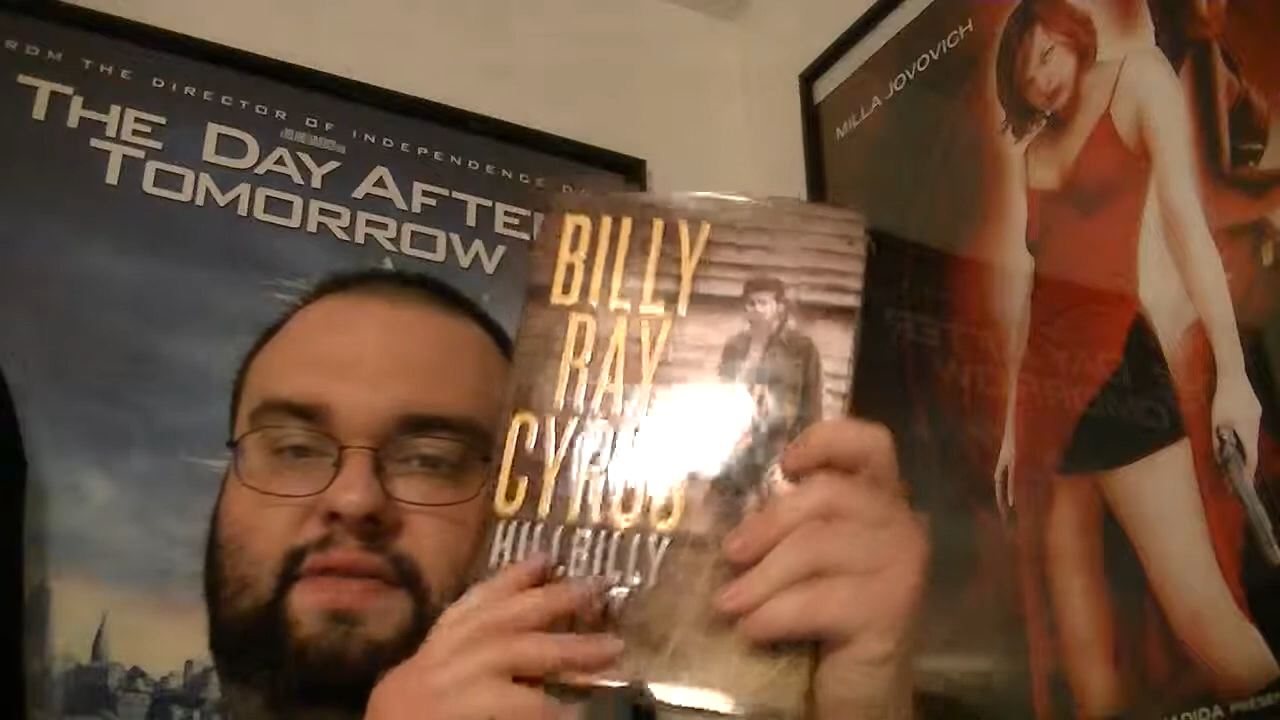 FROM THE DIRECTOR OF INDEPENDENCE
THE DAY AFTER
TOMORROW
BILLY
RAY
CYRUS
HILLBILLY
MILLA JOVOVICH